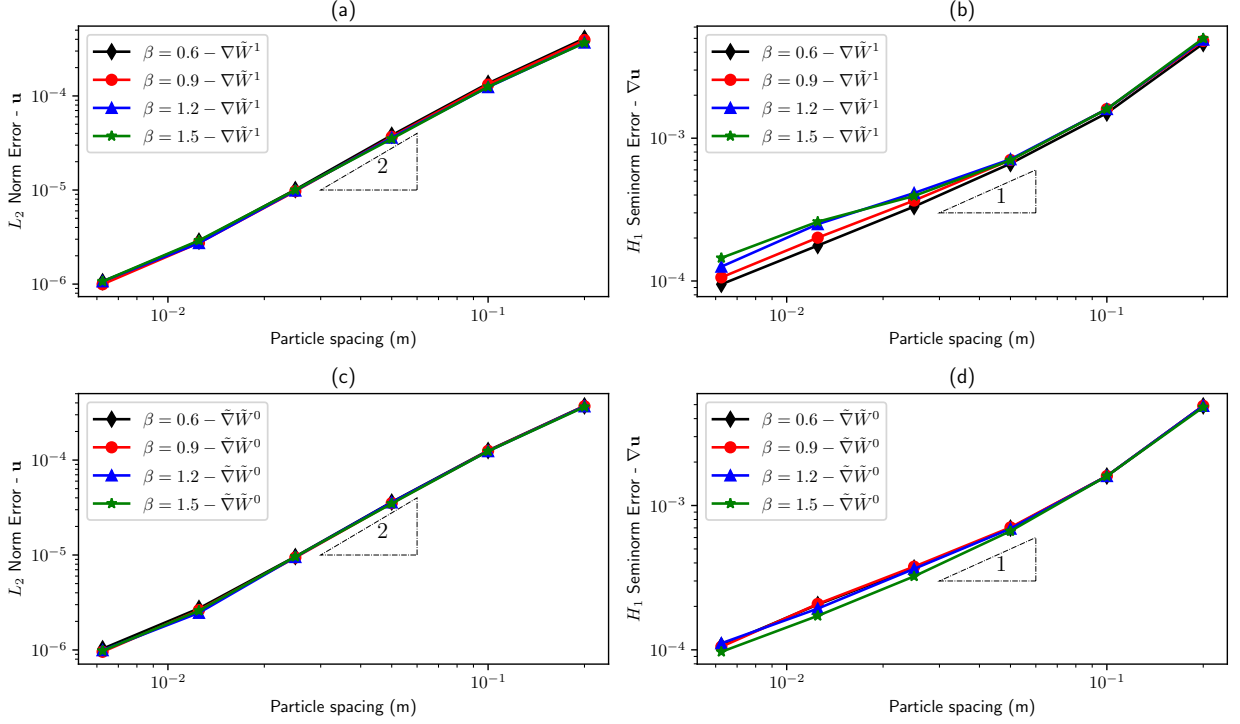 (a)
L₂ Norm Error - u
β = 0.6 − ∇W̃¹
β = 0.9 − ∇W̃¹
β = 1.2 − ∇W̃¹
β = 1.5 − ∇W̃¹
2
10⁻⁴
10⁻⁵
10⁻⁶
10⁻²
10⁻¹
Particle spacing (m)
(b)
H₁ Seminorm Error - ∇u
β = 0.6 − ∇W̃¹
β = 0.9 − ∇W̃¹
β = 1.2 − ∇W̃¹
β = 1.5 − ∇W̃¹
1
10⁻³
10⁻⁴
10⁻²
10⁻¹
Particle spacing (m)
(c)
L₂ Norm Error - u
β = 0.6 − ∇̃W̃⁰
β = 0.9 − ∇̃W̃⁰
β = 1.2 − ∇̃W̃⁰
β = 1.5 − ∇̃W̃⁰
2
10⁻⁴
10⁻⁵
10⁻⁶
10⁻²
10⁻¹
Particle spacing (m)
(d)
H₁ Seminorm Error - ∇u
β = 0.6 − ∇̃W̃⁰
β = 0.9 − ∇̃W̃⁰
β = 1.2 − ∇̃W̃⁰
β = 1.5 − ∇̃W̃⁰
1
10⁻³
10⁻⁴
10⁻²
10⁻¹
Particle spacing (m)